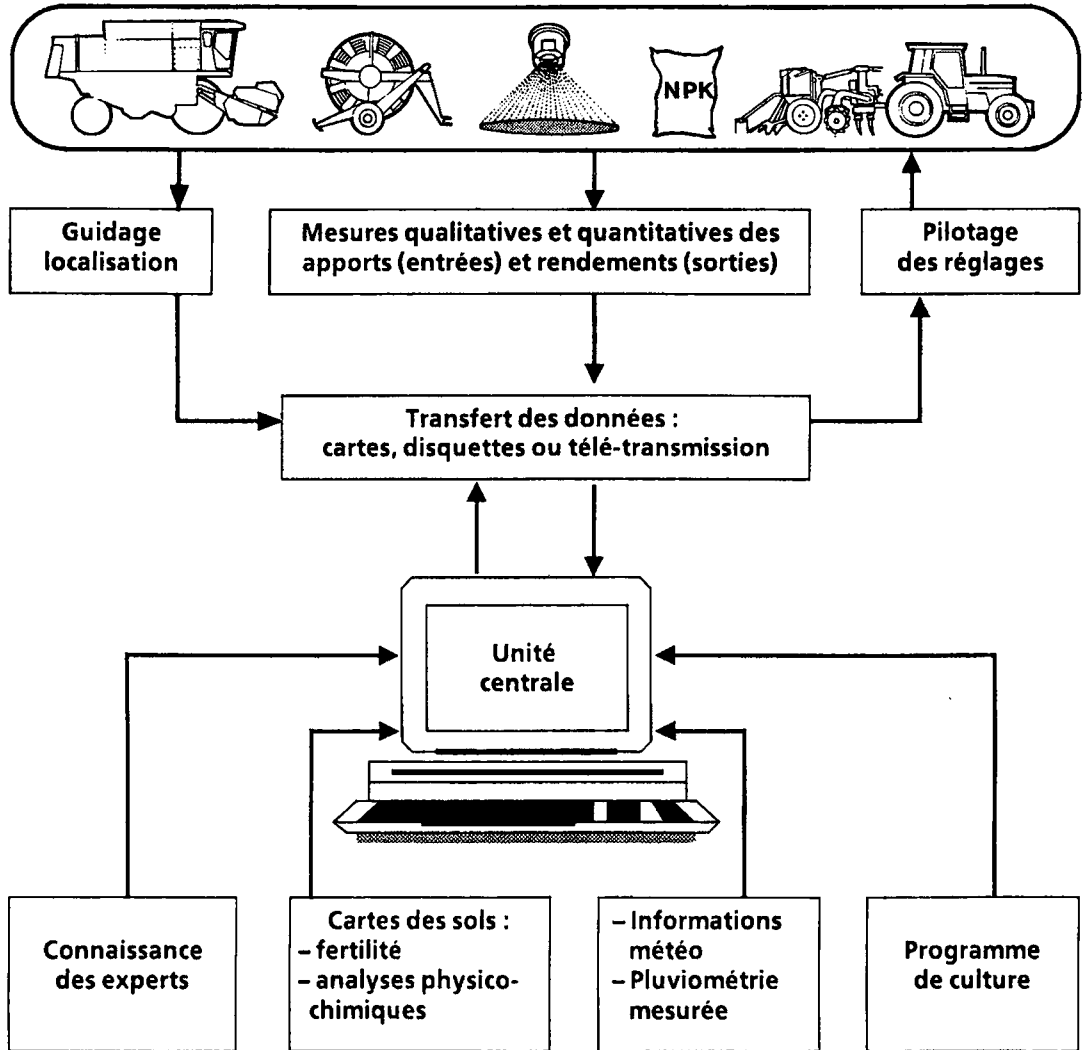 NPK
Guidage
localisation
Mesures qualitatives et quantitatives des
apports (entrées) et rendements (sorties)
Pilotage
des réglages
Transfert des données :
cartes, disquettes ou télé-transmission
Unité
centrale
Connaissance
des experts
Cartes des sols :
– fertilité
– analyses physico-
chimiques
– Informations
météo
– Pluviométrie
mesurée
Programme
de culture